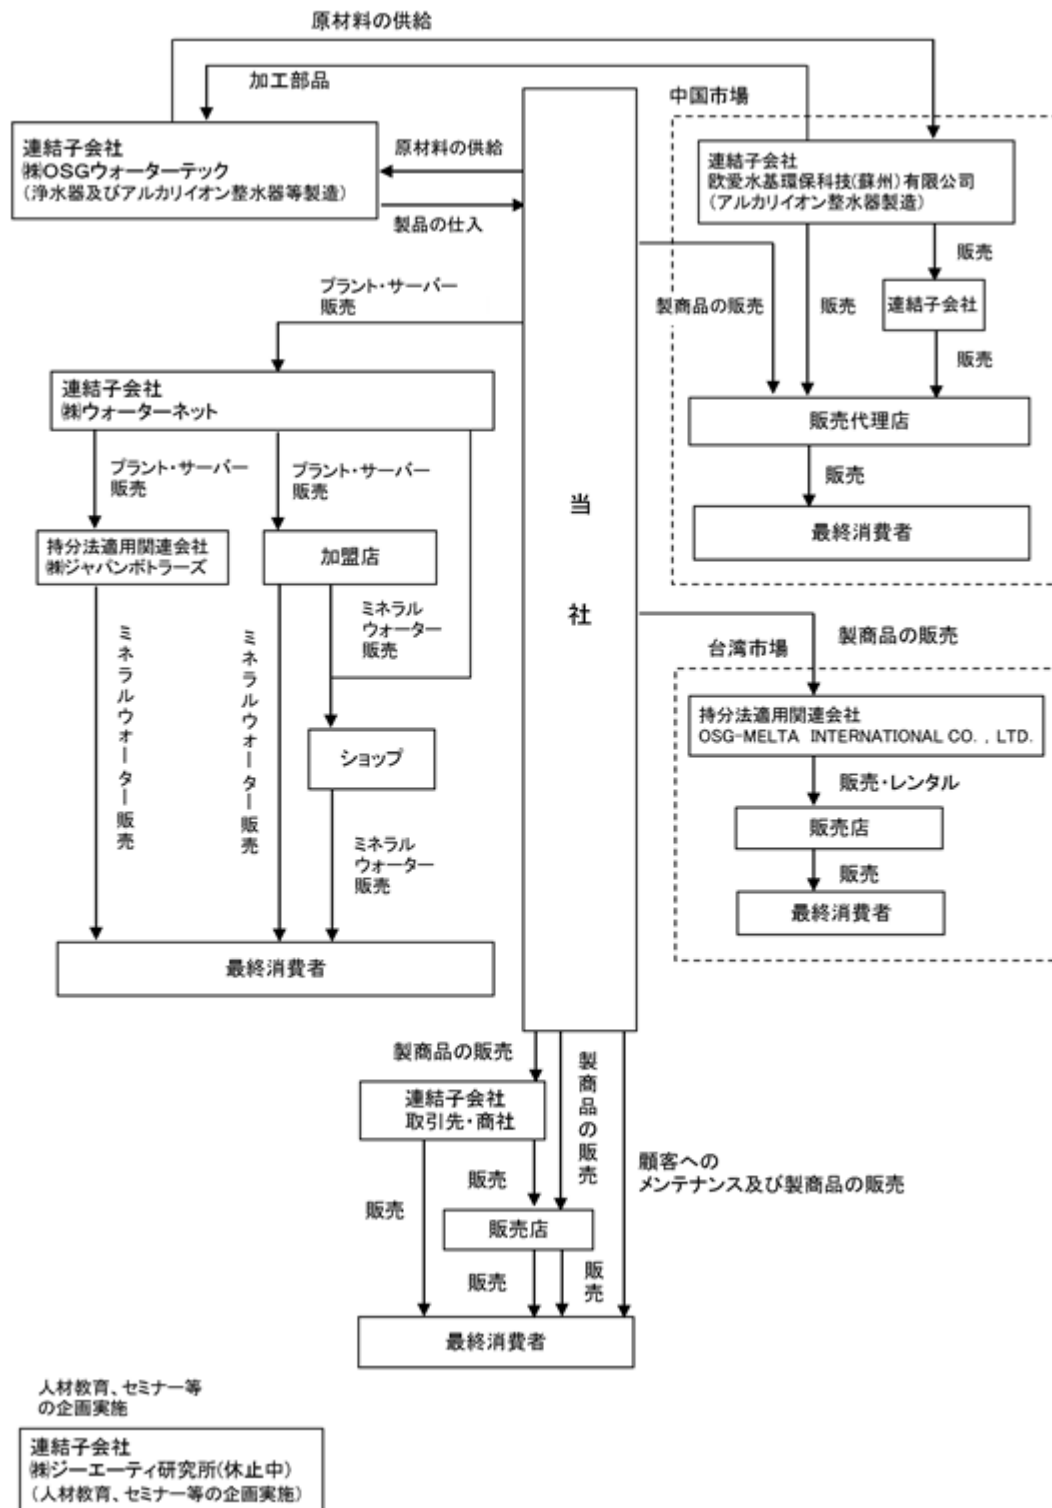 原材料の供給
加工部品
中国市場
連結子会社
㈱OSGウォーターテック
(浄水器及びアルカリイオン整水器等製造)
原材料の供給
製品の仕入
連結子会社
欧愛水基環保科技(蘇州)有限公司
(アルカリイオン整水器製造)
販売
製商品の販売
販売
連結子会社
販売
販売代理店
販売
最終消費者
プラント・サーバー
販売
連結子会社
㈱ウォーターネット
プラント・サーバー
販売
プラント・サーバー
販売
持分法適用関連会社
㈱ジャパンボトラーズ
加盟店
ミネラルウォーター販売
ミネラルウォーター販売
ミネラル
ウォーター
販売
ショップ
ミネラル
ウォーター
販売
最終消費者
当社
製商品の販売
台湾市場
持分法適用関連会社
OSG-MELTA INTERNATIONAL CO.,LTD.
販売・レンタル
販売店
販売
最終消費者
製商品の販売
製商品の販売
連結子会社
取引先・商社
顧客への
メンテナンス及び製商品の販売
販売
販売
販売店
販売
販売
最終消費者
人材教育、セミナー等
の企画実施
連結子会社
㈱ジーエーティ研究所(休止中)
(人材教育、セミナー等の企画実施)